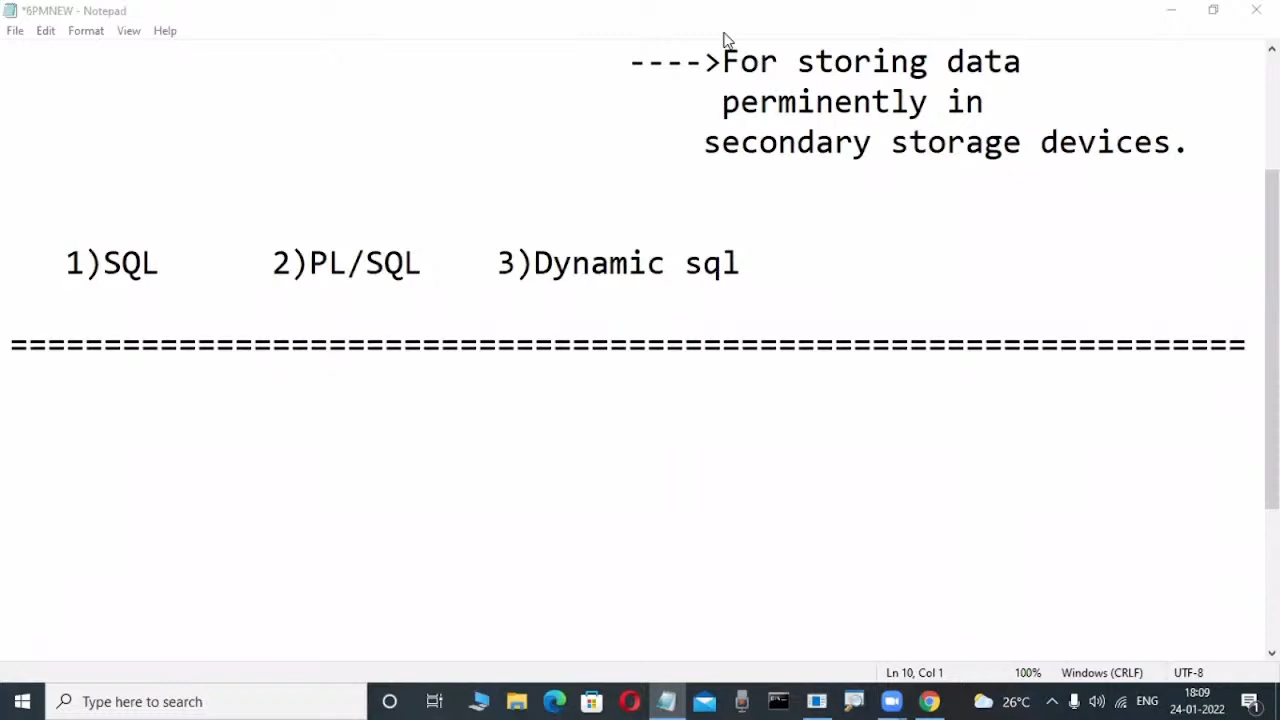 *6PMNEW - Notepad
File Edit Format View Help
---->For storing data
perminently in
secondary storage devices.
1)SQL 2)PL/SQL 3)Dynamic sql
==================================================================
Ln 10, Col 1 100% Windows (CRLF) UTF-8
Type here to search 26°C ENG 18:09
24-01-2022 1